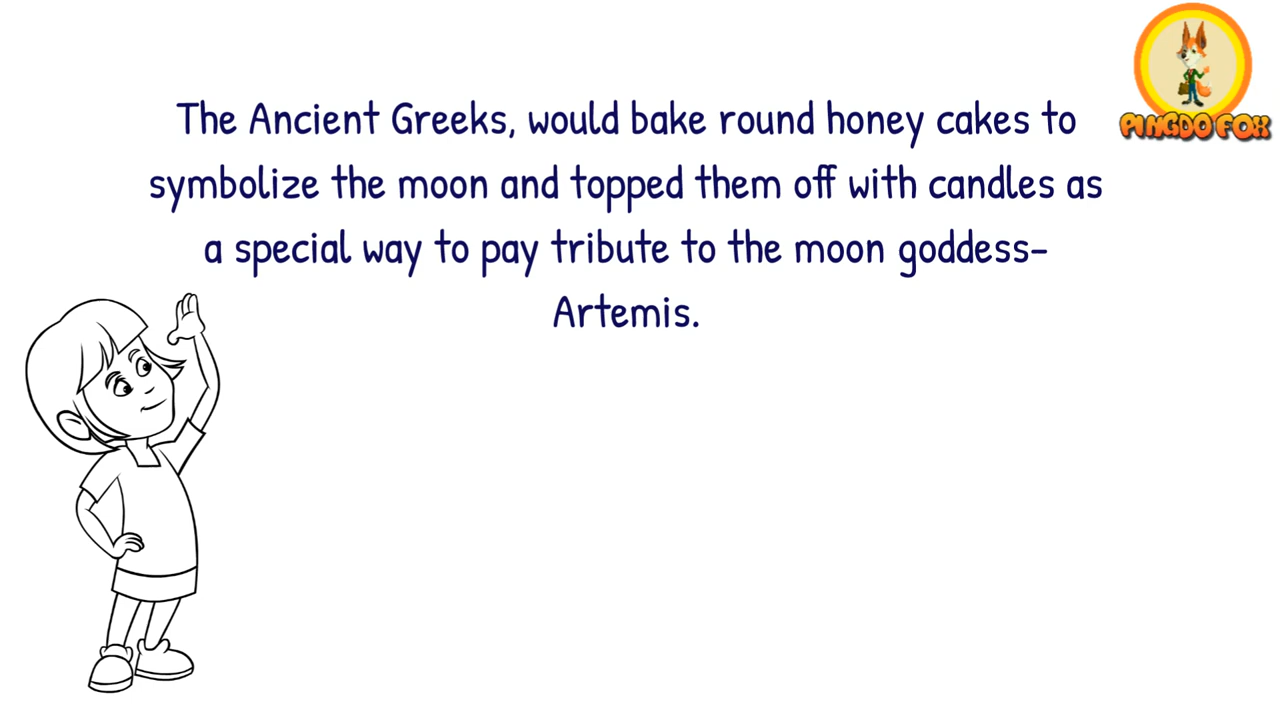 The Ancient Greeks, would bake round honey cakes to
symbolize the moon and topped them off with candles as
a special way to pay tribute to the moon goddess-
Artemis.
PINGDO FOX